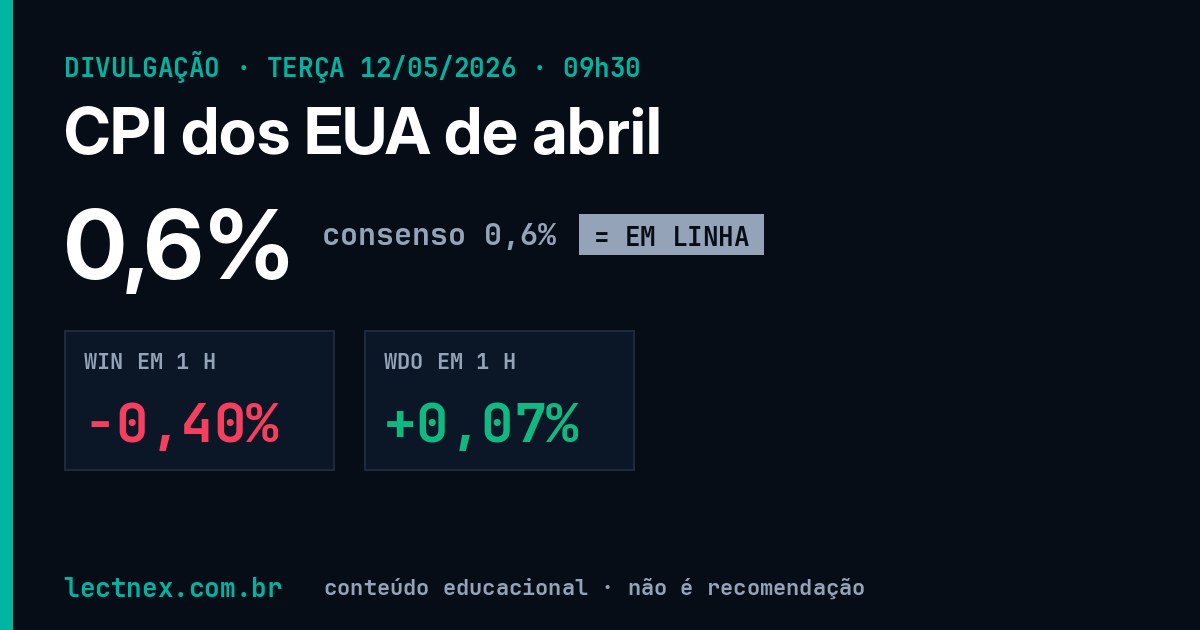 DIVULGAÇÃO · TERÇA 12/05/2026 · 09h30
CPI dos EUA de abril
0,6% consenso 0,6% = EM LINHA
WIN EM 1 H
-0,40%
WDO EM 1 H
+0,07%
lectnex.com.br conteúdo educacional · não é recomendação